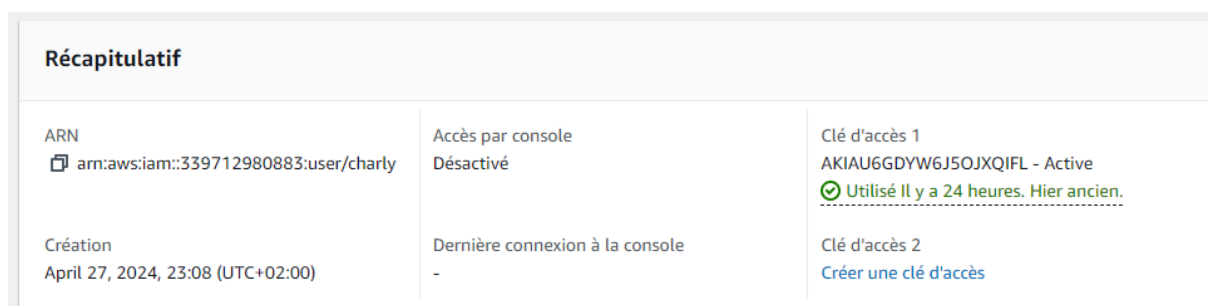 Récapitulatif
ARN
arn:aws:iam::339712980883:user/charly
Accès par console
Désactivé
Clé d'accès 1
AKIAU6GDYW6J5OJXQIFL - Active
Utilisé Il y a 24 heures. Hier ancien.
Création
April 27, 2024, 23:08 (UTC+02:00)
Dernière connexion à la console
-
Clé d'accès 2
Créer une clé d'accès